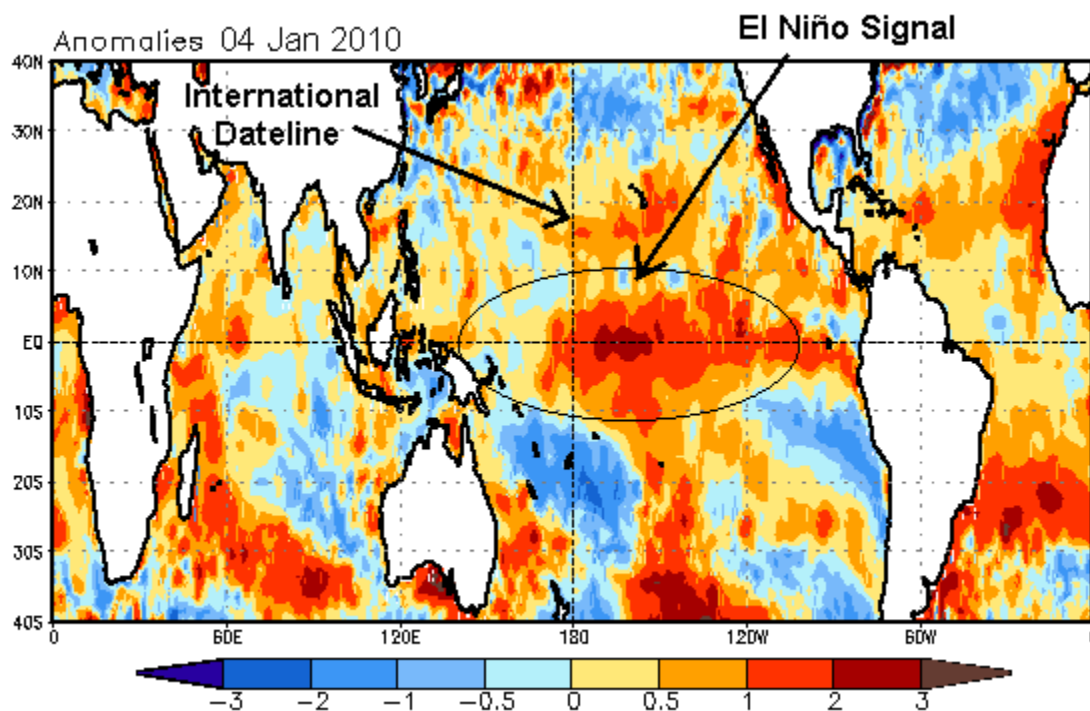 El Niño Signal
Anomalies 04 Jan 2010
International
Dateline
40N
30N
20N
10N
EQ
10S
20S
30S
40S
0 60E 120E 180 120W 60W
−3 −2 −1 −0.5 0 0.5 1 2 3